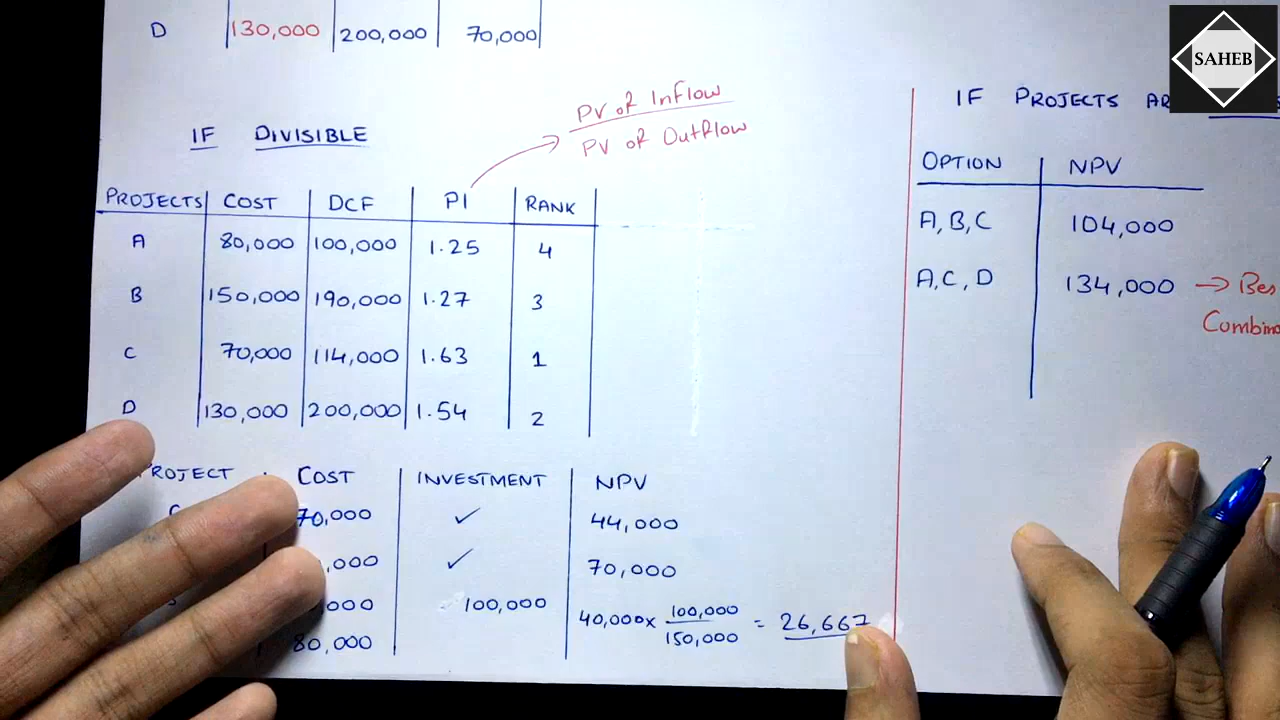 D 130,000 200,000 70,000
SAHEB
PV of Inflow
PV of Outflow
IF DIVISIBLE
PROJECTS COST DCF PI RANK
A 80,000 100,000 1.25 4
B 150,000 190,000 1.27 3
C 70,000 114,000 1.63 1
D 130,000 200,000 1.54 2
COST INVESTMENT NPV
70,000 ✓ 44,000
,000 ✓ 70,000
,000 100,000 40,000 x 100,000 / 150,000 = 26,667
80,000
IF PROJECTS
OPTION NPV
A, B, C 104,000
A, C, D 134,000 →